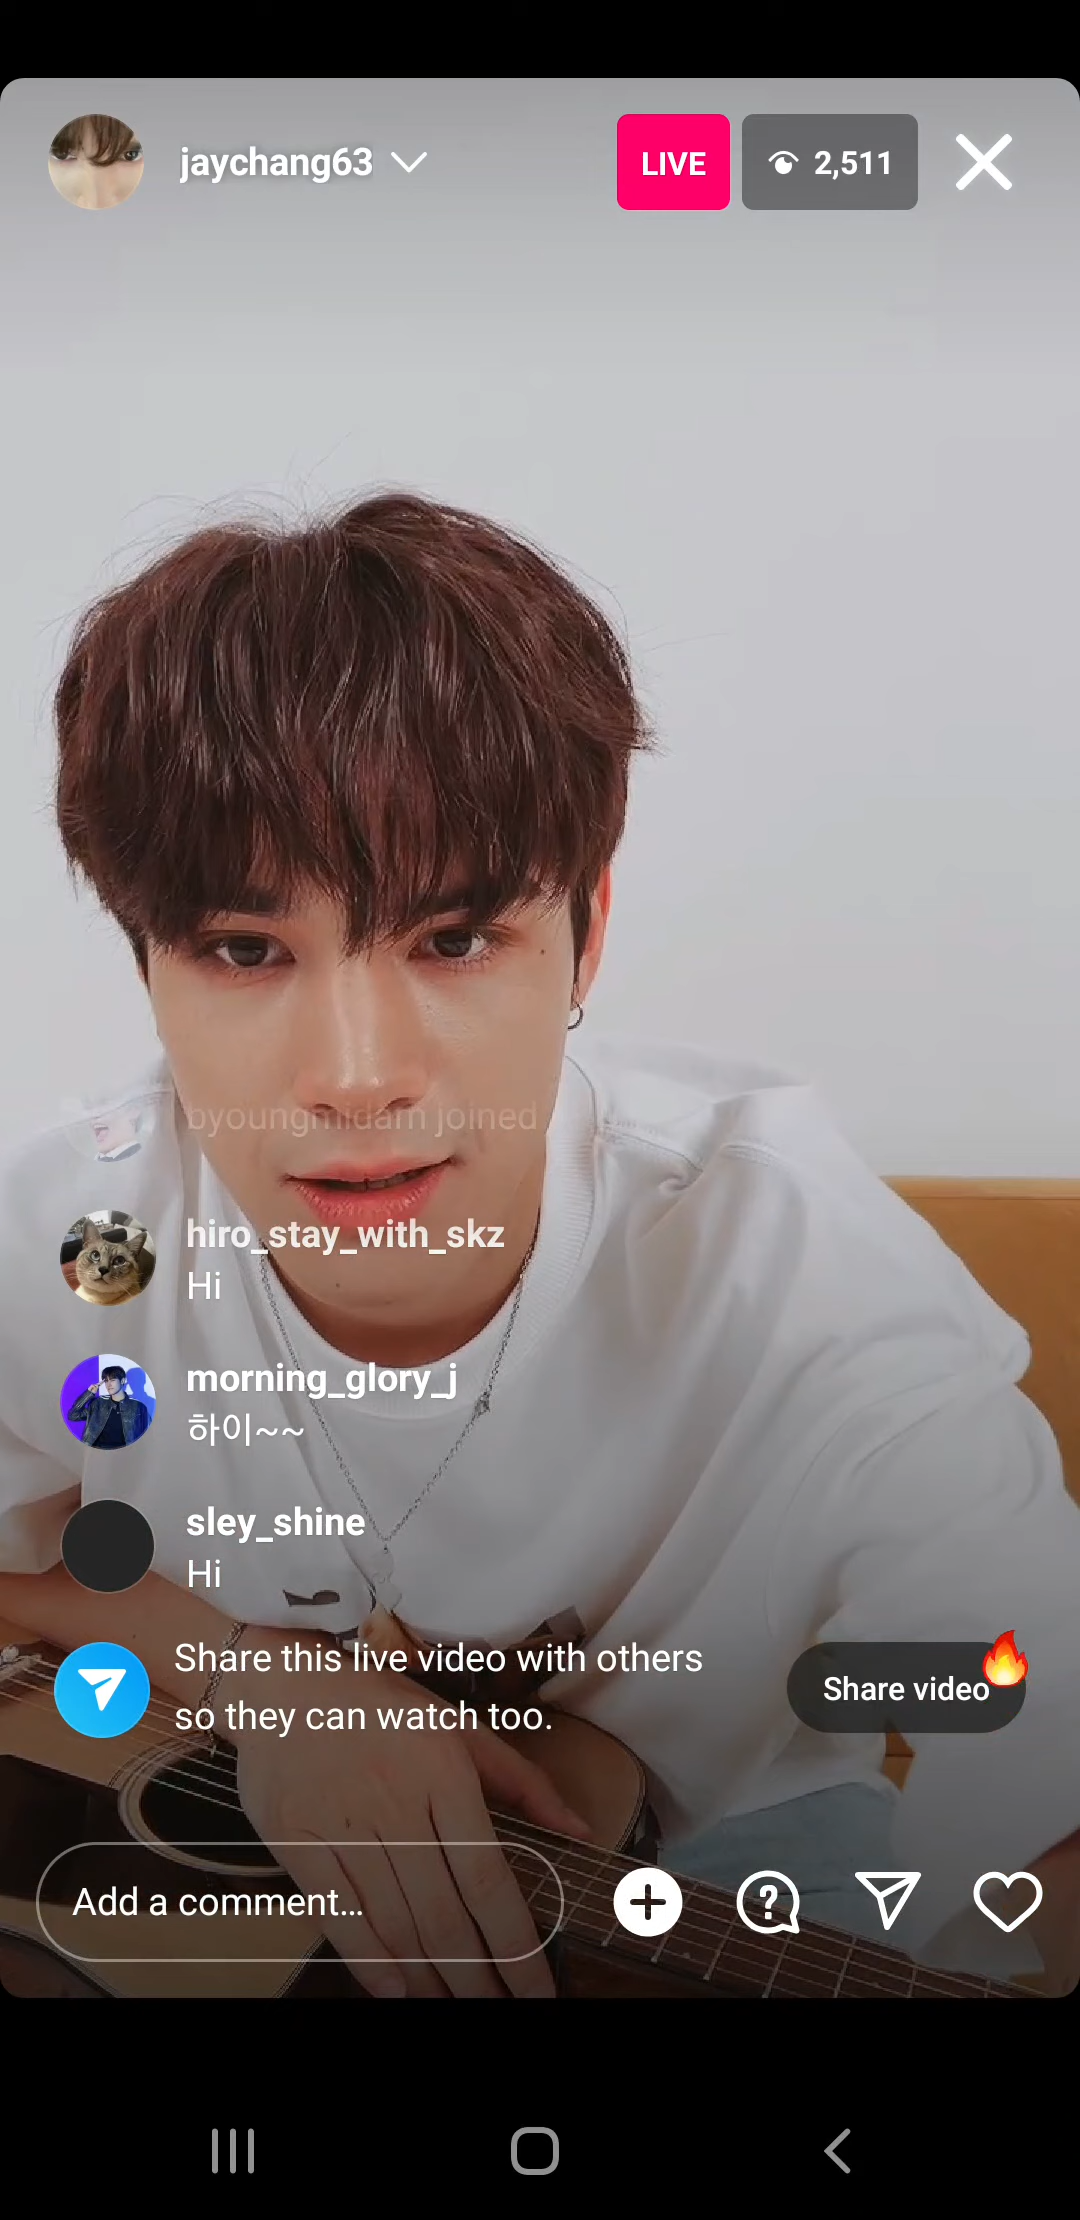 jaychang63
LIVE
2,511
byoungmidam joined
hiro_stay_with_skz
Hi
morning_glory_j
하이~~
sley_shine
Hi
Share this live video with others
so they can watch too.
Share video
Add a comment...